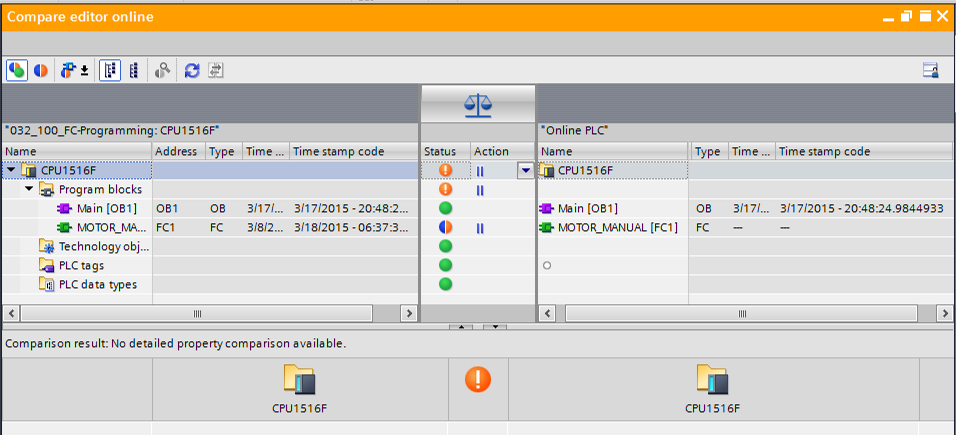 Compare editor online
"032_100_FC-Programming: CPU1516F" "Online PLC"
Name Address Type Time ... Time stamp code Status Action Name Type Time ... Time stamp code
CPU1516F CPU1516F
Program blocks
Main [OB1] OB1 OB 3/17/... 3/17/2015 - 20:48:2... Main [OB1] OB 3/17/... 3/17/2015 - 20:48:24.9844933
MOTOR_MA... FC1 FC 3/8/2... 3/18/2015 - 06:37:3... MOTOR_MANUAL [FC1] FC — —
Technology obj...
PLC tags
PLC data types
Comparison result: No detailed property comparison available.
CPU1516F CPU1516F